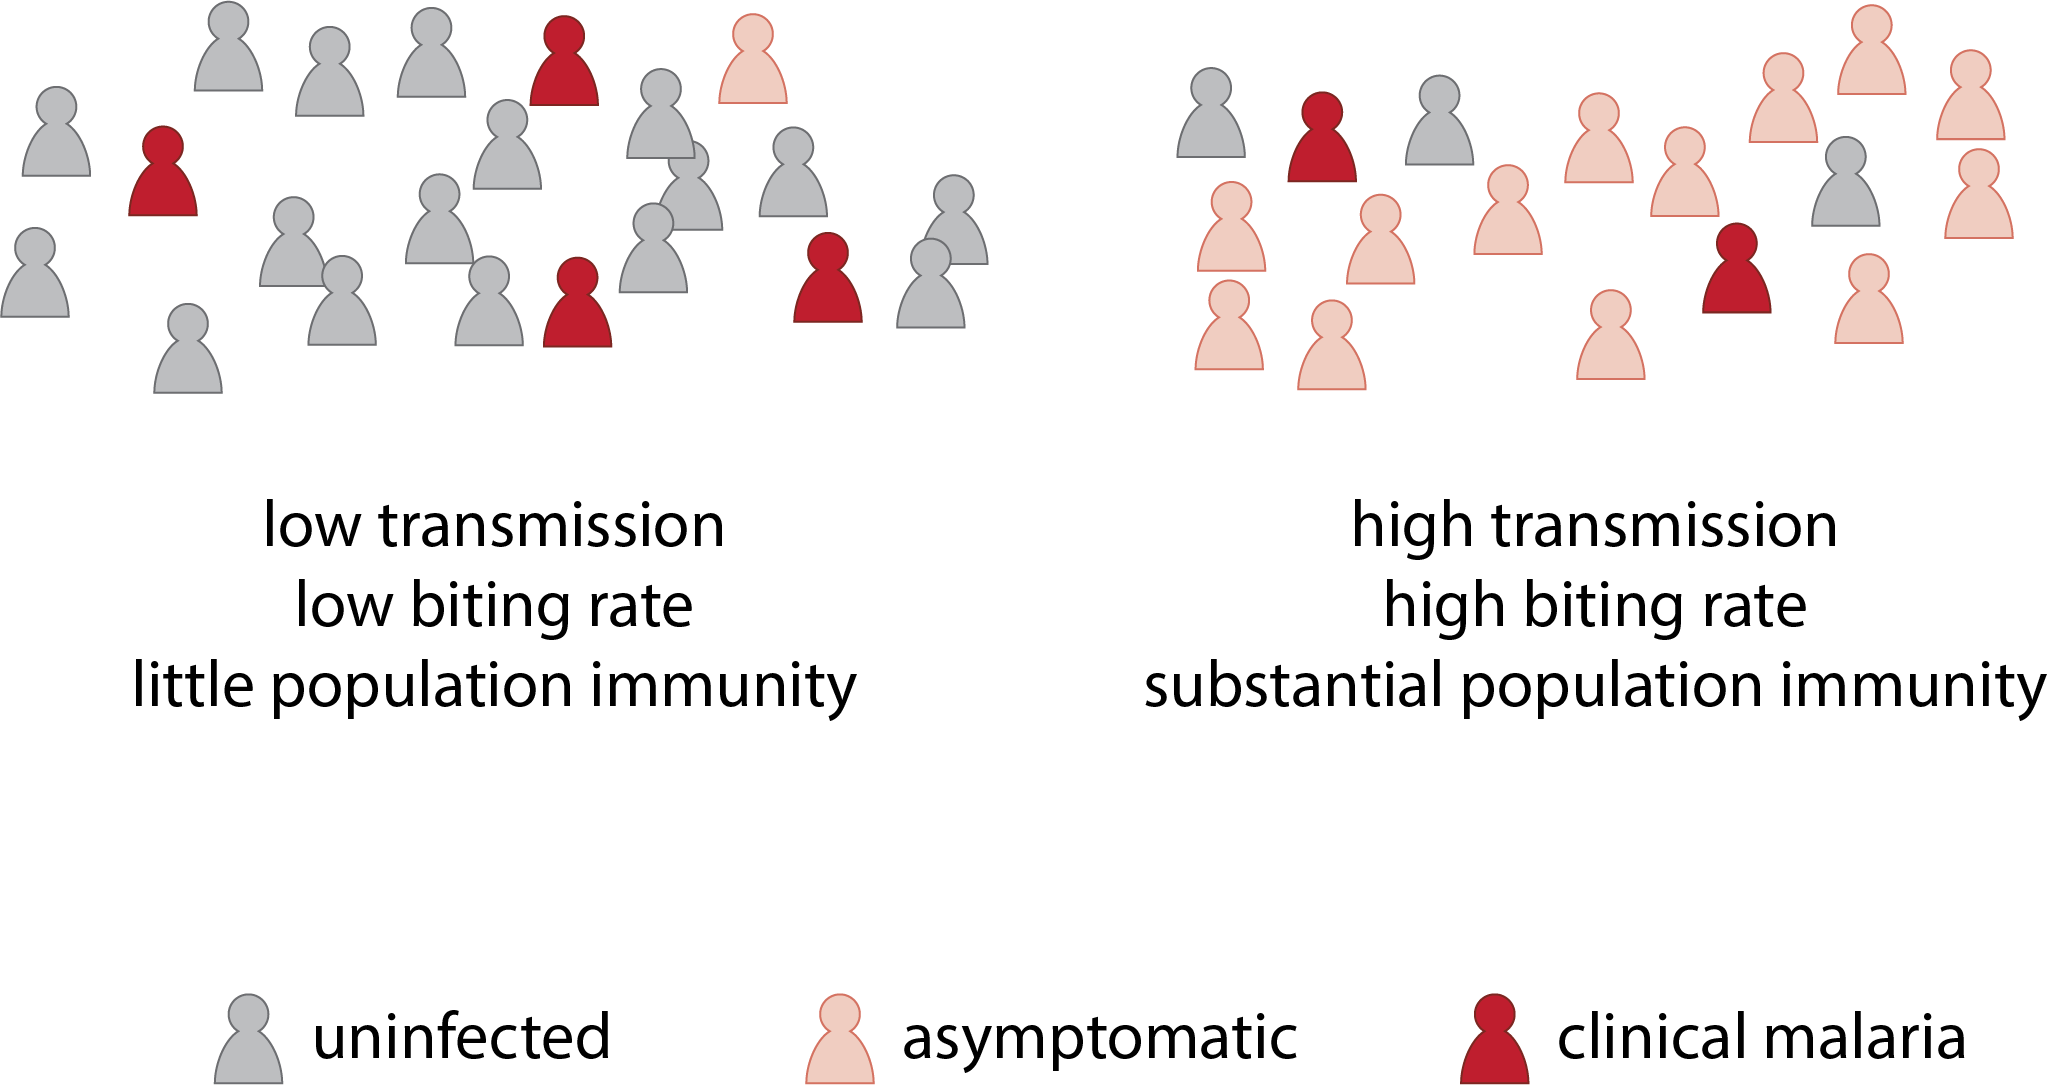 low transmission
low biting rate
little population immunity
high transmission
high biting rate
substantial population immunity
uninfected
asymptomatic
clinical malaria